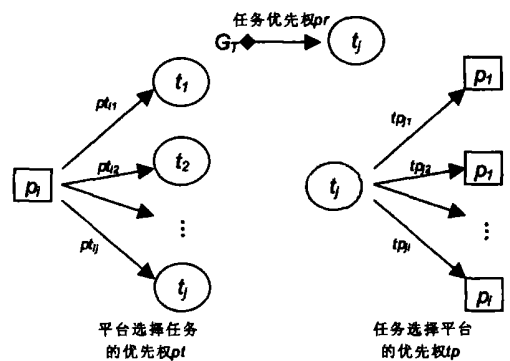 任务优先权pr
G_T
t_j
p_i
pt_i1
t_1
pt_i2
t_2
⋮
pt_ij
t_j
平台选择任务
的优先权pt
t_j
tp_j1
p_1
tp_j2
p_1
⋮
tp_ji
p_i
任务选择平台
的优先权tp